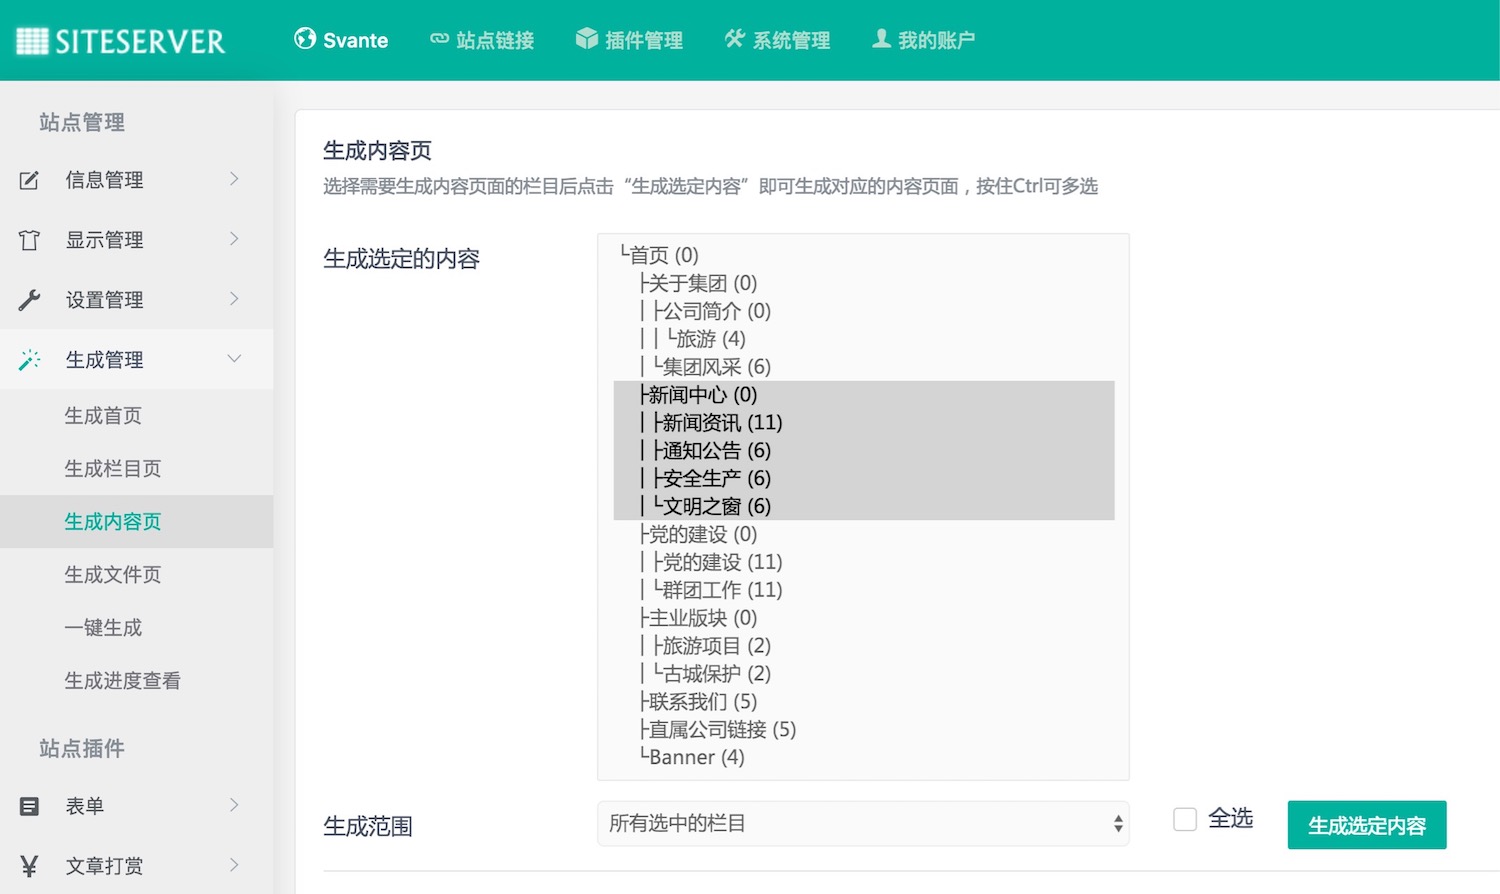 SITESERVER
Svante
站点链接
插件管理
系统管理
我的账户
站点管理
信息管理
显示管理
设置管理
生成管理
生成首页
生成栏目页
生成内容页
生成文件页
一键生成
生成进度查看
站点插件
表单
文章打赏
生成内容页
选择需要生成内容页面的栏目后点击“生成选定内容”即可生成对应的内容页面，按住Ctrl可多选
生成选定的内容
└首页 (0)
├关于集团 (0)
│├公司简介 (0)
││└旅游 (4)
│└集团风采 (6)
├新闻中心 (0)
│├新闻资讯 (11)
│├通知公告 (6)
│├安全生产 (6)
│└文明之窗 (6)
├党的建设 (0)
│├党的建设 (11)
│└群团工作 (11)
├主业版块 (0)
│├旅游项目 (2)
│└古城保护 (2)
├联系我们 (5)
├直属公司链接 (5)
└Banner (4)
生成范围
所有选中的栏目
全选
生成选定内容